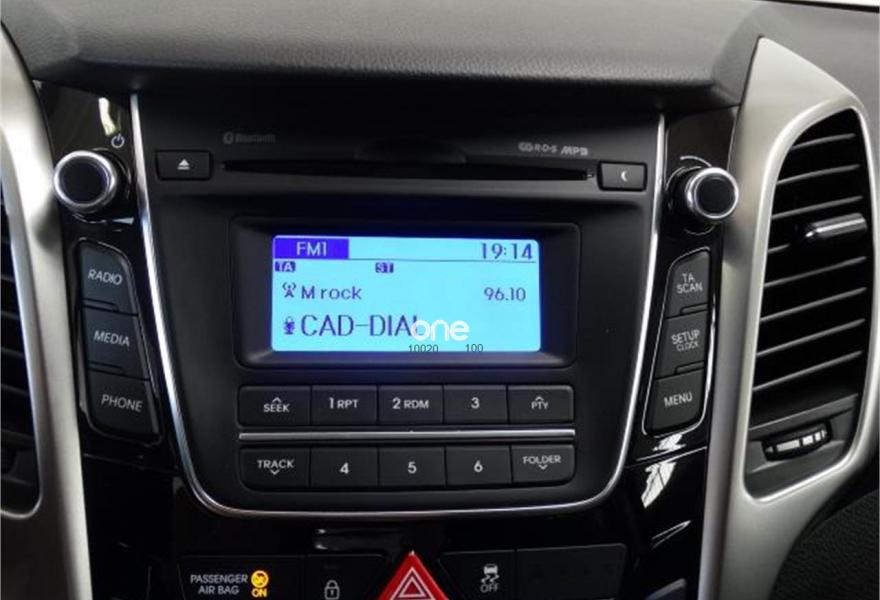 Bluetooth
CD·R·D·S MP3
FM1 19:14
TA ST
M rock 96.10
CAD-DIAL
one
10020 100
RADIO
MEDIA
PHONE
TA
SCAN
SETUP
CLOCK
MENU
SEEK 1 RPT 2 RDM 3 PTY
TRACK 4 5 6 FOLDER
PASSENGER
AIR BAG ON
OFF